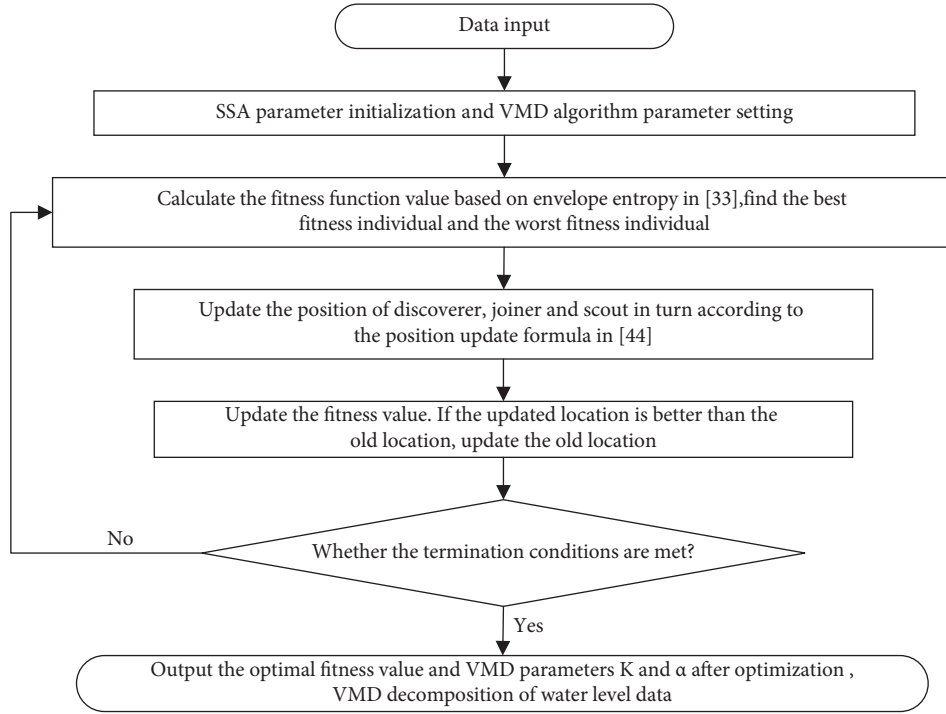 Data input
SSA parameter initialization and VMD algorithm parameter setting
Calculate the fitness function value based on envelope entropy in [33],find the best
fitness individual and the worst fitness individual
Update the position of discoverer, joiner and scout in turn according to
the position update formula in [44]
Update the fitness value. If the updated location is better than the
old location, update the old location
No
Whether the termination conditions are met?
Yes
Output the optimal fitness value and VMD parameters K and α after optimization ,
VMD decomposition of water level data